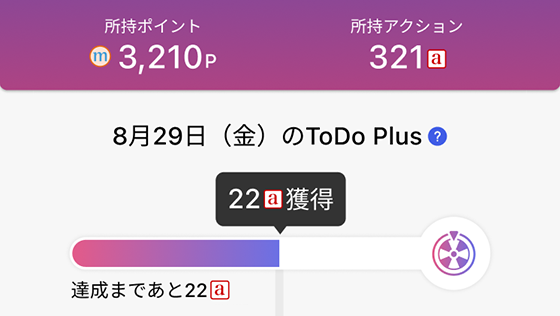 所持ポイント 所持アクション
m 3,210P 321a
8月29日（金）のToDo Plus ?
22a獲得
達成まであと22a